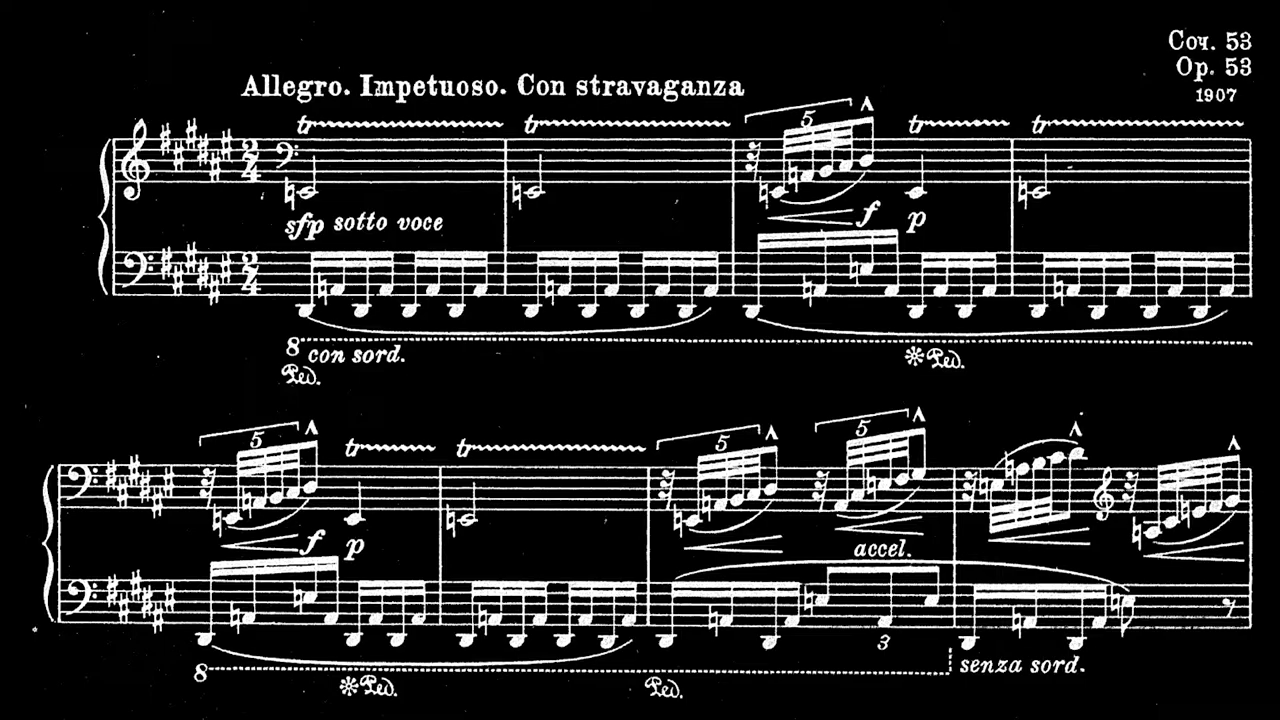 Соч. 53
Op. 53
1907
Allegro. Impetuoso. Con stravaganza
tr tr 5 tr tr
sfp sotto voce f p
8 con sord.
Ped. Ped.
5 tr tr 5 5
f p accel.
3
8 senza sord.
Ped. Ped.